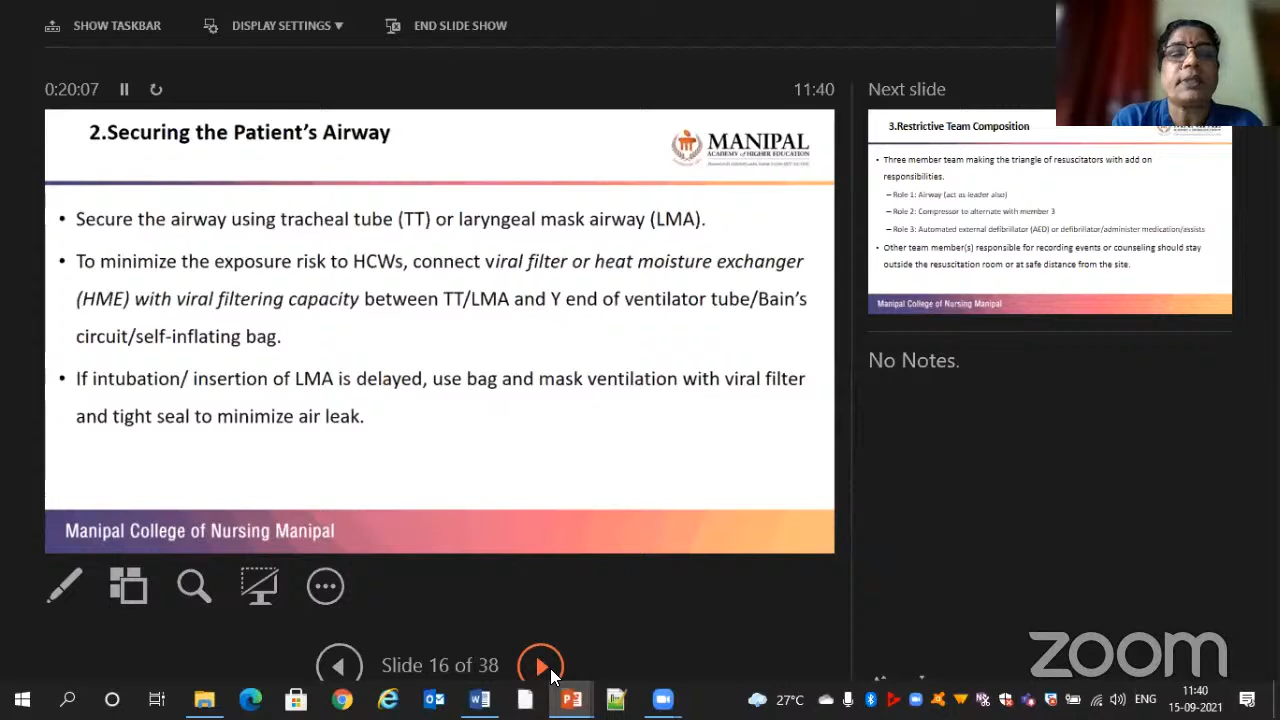 SHOW TASKBAR
DISPLAY SETTINGS
END SLIDE SHOW
0:20:07
11:40
Next slide
2.Securing the Patient's Airway
MANIPAL
ACADEMY of HIGHER EDUCATION
• Secure the airway using tracheal tube (TT) or laryngeal mask airway (LMA).
• To minimize the exposure risk to HCWs, connect viral filter or heat moisture exchanger
(HME) with viral filtering capacity between TT/LMA and Y end of ventilator tube/Bain's
circuit/self-inflating bag.
• If intubation/ insertion of LMA is delayed, use bag and mask ventilation with viral filter
and tight seal to minimize air leak.
Manipal College of Nursing Manipal
3.Restrictive Team Composition
• Three member team making the triangle of resuscitators with add on
responsibilities.
– Role 1: Airway (act as leader also)
– Role 2: Compressor to alternate with member 3
– Role 3: Automated external defibrillator (AED) or defibrillator/administer medication/assists
• Other team member(s) responsible for recording events or counseling should stay
outside the resuscitation room or at safe distance from the site.
Manipal College of Nursing Manipal
No Notes.
Slide 16 of 38
zoom
27°C
ENG
11:40
15-09-2021